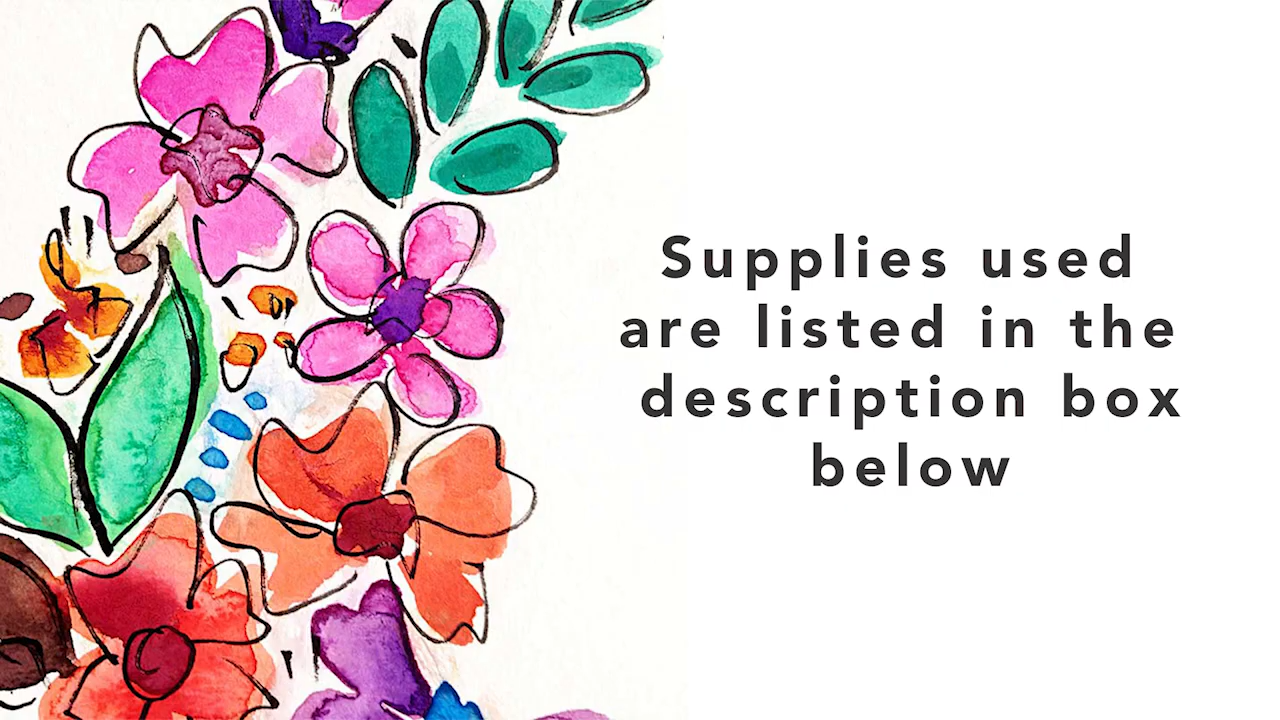 Supplies used
are listed in the
description box
below